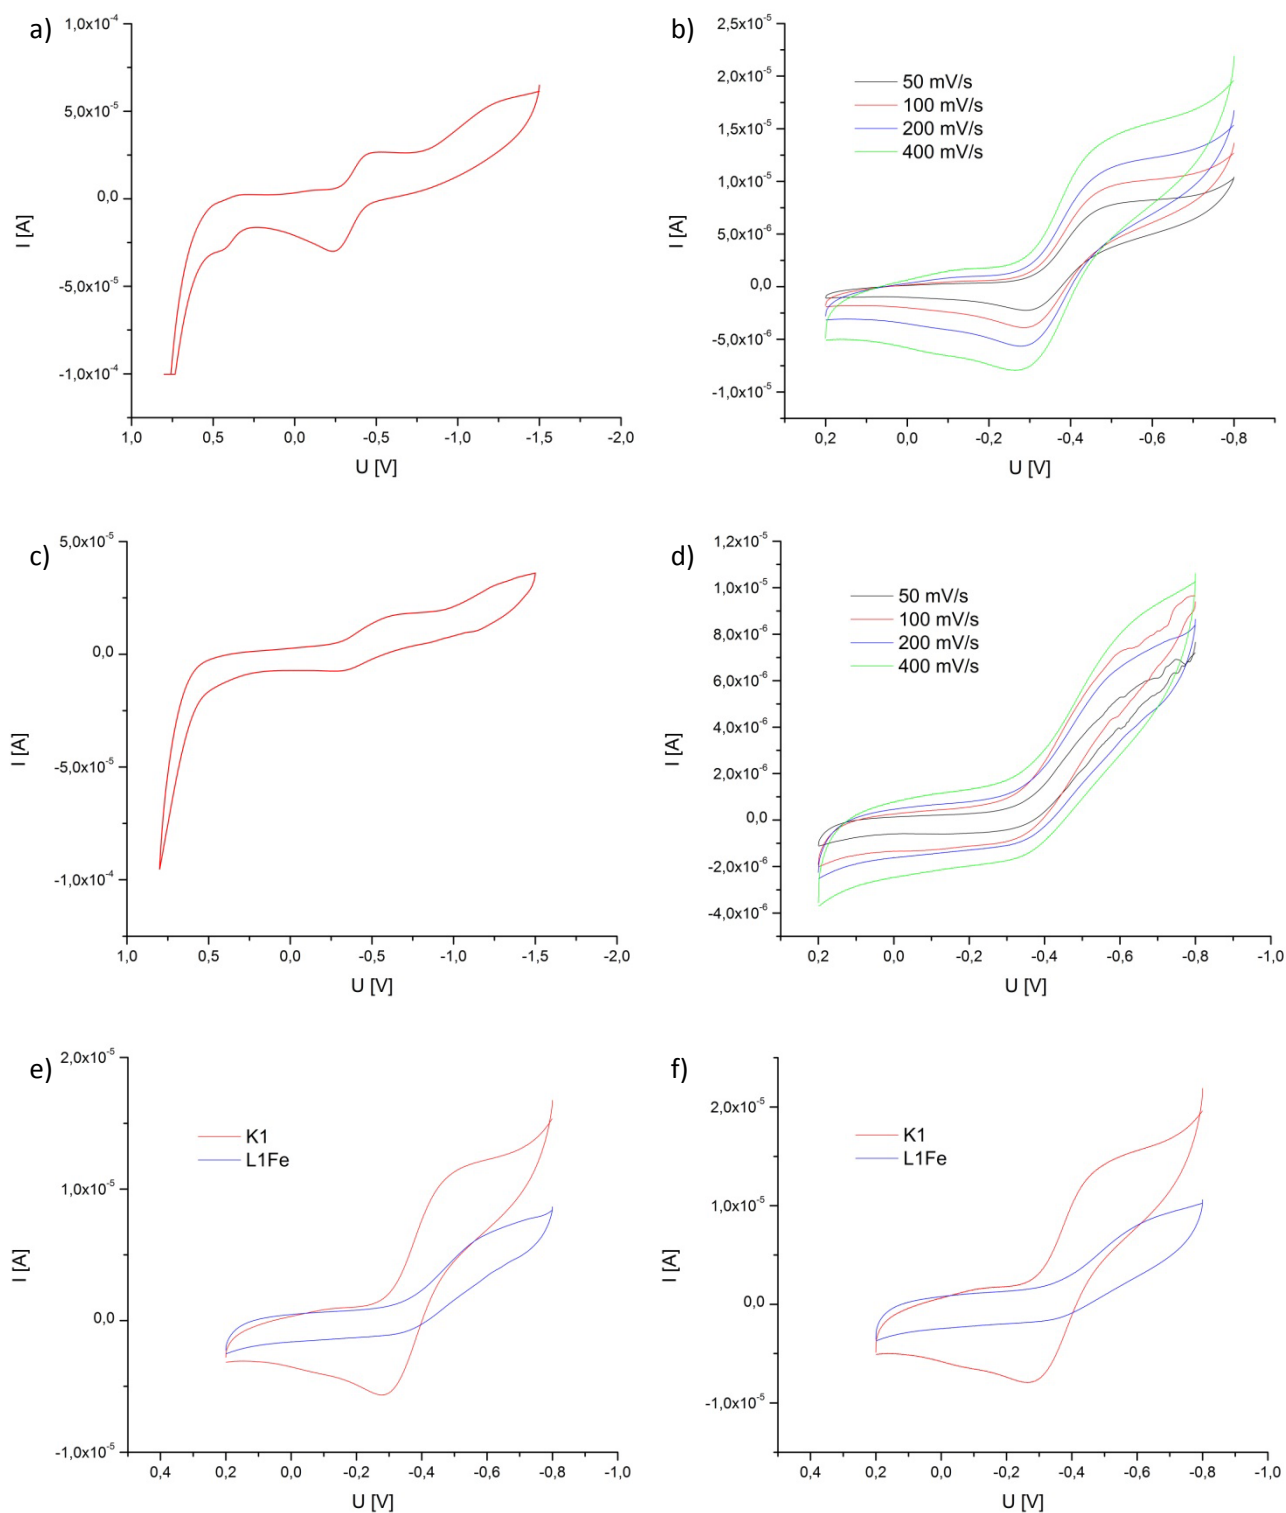 a)
1,0x10-4
5,0x10-5
0,0
-5,0x10-5
-1,0x10-4
I [A]
1,0 0,5 0,0 -0,5 -1,0 -1,5 -2,0
U [V]
b)
2,5x10-5
2,0x10-5
1,5x10-5
1,0x10-5
5,0x10-6
0,0
-5,0x10-6
-1,0x10-5
I [A]
50 mV/s
100 mV/s
200 mV/s
400 mV/s
0,2 0,0 -0,2 -0,4 -0,6 -0,8
U [V]
c)
5,0x10-5
0,0
-5,0x10-5
-1,0x10-4
I [A]
1,0 0,5 0,0 -0,5 -1,0 -1,5 -2,0
U [V]
d)
1,2x10-5
1,0x10-5
8,0x10-6
6,0x10-6
4,0x10-6
2,0x10-6
0,0
-2,0x10-6
-4,0x10-6
I [A]
50 mV/s
100 mV/s
200 mV/s
400 mV/s
0,2 0,0 -0,2 -0,4 -0,6 -0,8 -1,0
U [V]
e)
2,0x10-5
1,0x10-5
0,0
-1,0x10-5
I [A]
K1
L1Fe
0,4 0,2 0,0 -0,2 -0,4 -0,6 -0,8 -1,0
U [V]
f)
2,0x10-5
1,0x10-5
0,0
-1,0x10-5
I [A]
K1
L1Fe
0,4 0,2 0,0 -0,2 -0,4 -0,6 -0,8 -1,0
U [V]